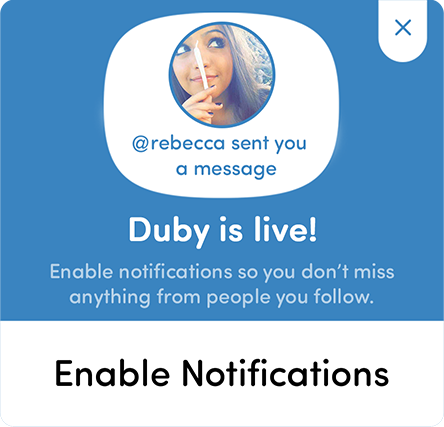 @rebecca sent you
a message
Duby is live!
Enable notifications so you don’t miss
anything from people you follow.
Enable Notifications